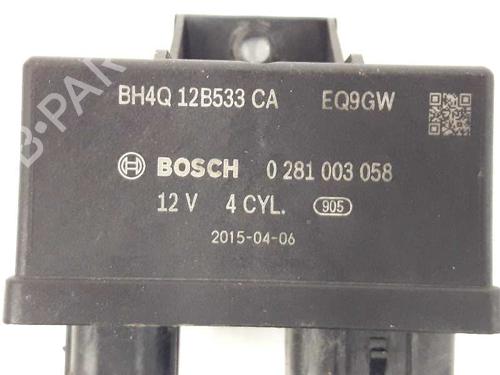 BH4Q 12B533 CA EQ9GW
BOSCH 0 281 003 058
12 V 4 CYL. 905
2015-04-06
B-PAR